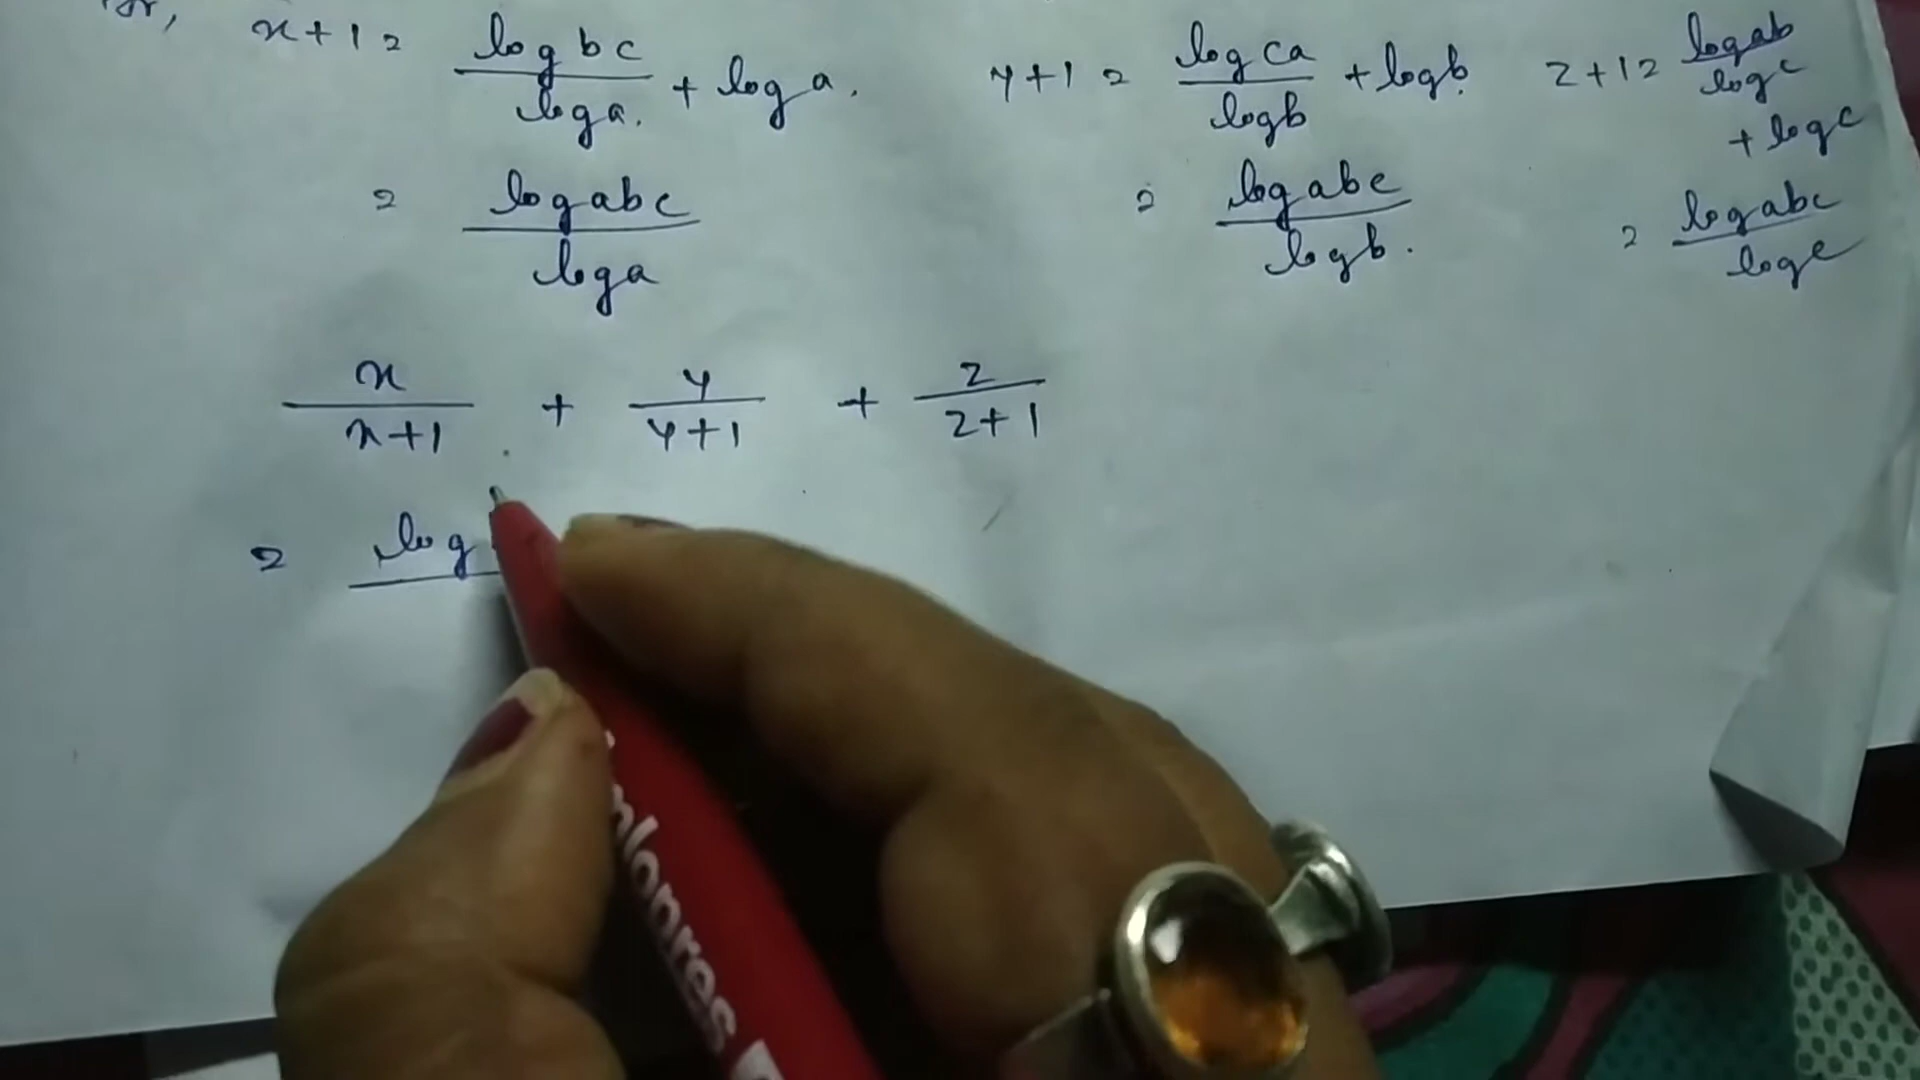 x+1 = log bc / log a. + log a.
y+1 = log ca / log b + log b.
z+1 = log ab / log c + log c
= log abc / log a
= log abc / log b.
= log abc / log c
x / x+1 + y / y+1 + z / z+1
= log